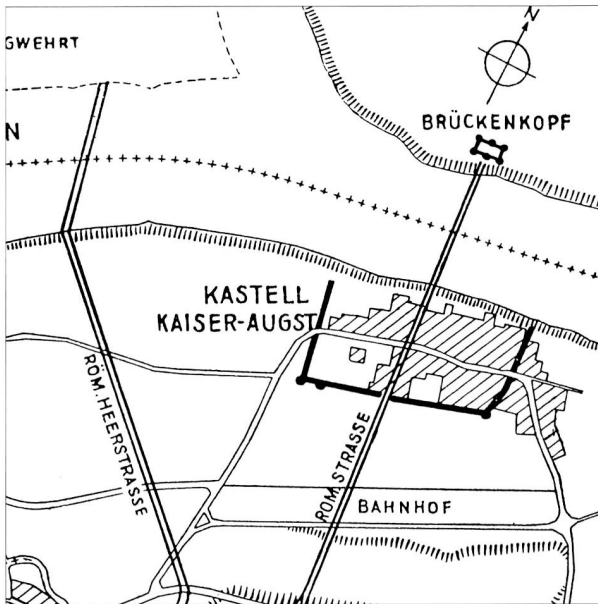 GWEHRT
N
N
BRÜCKENKOPF
KASTELL
KAISER-AUGST
RÖM. HEERSTRASSE
RÖM. STRASSE
BAHNHOF